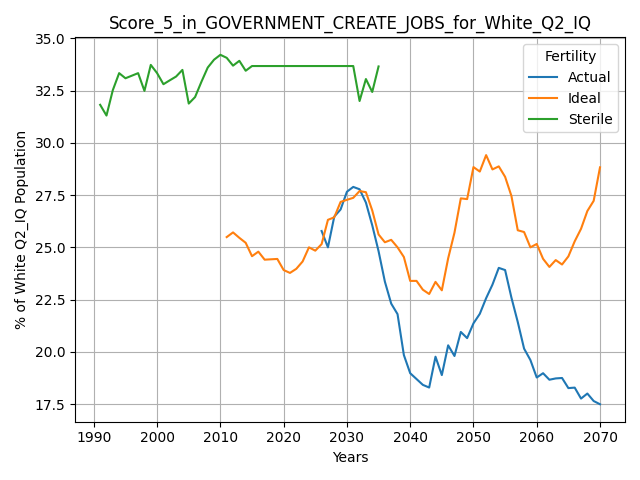 Score_5_in_GOVERNMENT_CREATE_JOBS_for_White_Q2_IQ
% of White Q2_IQ Population
35.0
32.5
30.0
27.5
25.0
22.5
20.0
17.5
Fertility
Actual
Ideal
Sterile
1990 2000 2010 2020 2030 2040 2050 2060 2070
Years